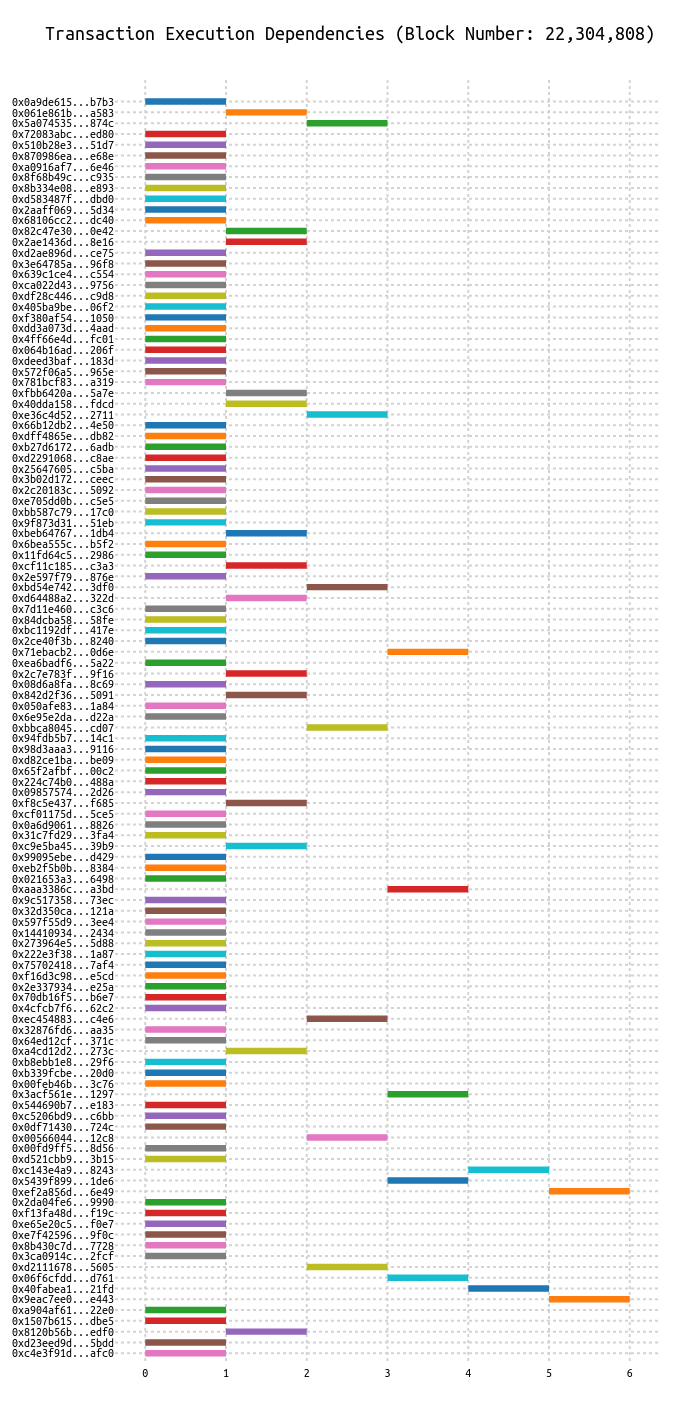 Transaction Execution Dependencies (Block Number: 22,304,808)
0x0a9de615...b7b3
0x061e861b...a583
0x5a074535...874c
0x72083abc...ed80
0x510b28e3...51d7
0x870986ea...e68e
0xa0916af7...6e46
0x8f68b49c...c935
0x8b334e08...e893
0xd583487f...dbd0
0x2aaff069...5d34
0x68106cc2...dc40
0x82c47e30...0e42
0x2ae1436d...8e16
0xd2ae896d...ce75
0x3e64785a...96f8
0x639c1ce4...c554
0xca022d43...9756
0xdf28c446...c9d8
0x405ba9be...06f2
0xf380af54...1050
0xdd3a073d...4aad
0x4ff66e4d...fc01
0x064b16ad...206f
0xdeed3baf...183d
0x572f06a5...965e
0x781bcf83...a319
0xfbb6420a...5a7e
0x40dda158...fdcd
0xe36c4d52...2711
0x66b12db2...4e50
0xdff4865e...db82
0xb27d6172...6adb
0xd2291068...c8ae
0x25647605...c5ba
0x3b02d172...ceec
0x2c20183c...5092
0xe705dd0b...c5e5
0xbb587c79...17c0
0x9f873d31...51eb
0xbeb64767...1db4
0x6bea555c...b5f2
0x11fd64c5...2986
0xcf11c185...c3a3
0x2e597f79...876e
0xbd54e742...3df0
0xd64488a2...322d
0x7d11e460...c3c6
0x84dcba58...58fe
0xbc1192df...417e
0x2ce40f3b...8240
0x71ebacb2...0d6e
0xea6badf6...5a22
0x2c7e783f...9f16
0x08d6a8fa...8c69
0x842d2f36...5091
0x050afe83...1a84
0x6e95e2da...d22a
0xbbca8045...cd07
0x94fdb5b7...14c1
0x98d3aaa3...9116
0xd82ce1ba...be09
0x65f2afbf...00c2
0x224c74b0...488a
0x09857574...2d26
0xf8c5e437...f685
0xcf01175d...5ce5
0x0a6d9061...8826
0x31c7fd29...3fa4
0xc9e5ba45...39b9
0x99095ebe...d429
0xeb2f5b0b...8384
0x021653a3...6498
0xaaa3386c...a3bd
0x9c517358...73ec
0x32d350ca...121a
0x597f55d9...3ee4
0x14410934...2434
0x273964e5...5d88
0x222e3f38...1a87
0x75702418...7af4
0xf16d3c98...e5cd
0x2e337934...e25a
0x70db16f5...b6e7
0x4cfcb7f6...62c2
0xec454883...c4e6
0x32876fd6...aa35
0x64ed12cf...371c
0xa4cd12d2...273c
0xb8ebb1e8...29f6
0xb339fcbe...20d0
0x00feb46b...3c76
0x3acf561e...1297
0x544690b7...e183
0xc5206bd9...c6bb
0x0df71430...724c
0x00566044...12c8
0x00fd9ff5...8d56
0xd521cbb9...3b15
0xc143e4a9...8243
0x5439f899...1de6
0xef2a856d...6e49
0x2da04fe6...9990
0xf13fa48d...f19c
0xe65e20c5...f0e7
0xe7f42596...9f0c
0x8b430c7d...7728
0x3ca0914c...2fcf
0xd2111678...5605
0x06f6cfdd...d761
0x40fabea1...21fd
0x9eac7ee0...e443
0xa904af61...22e0
0x1507b615...dbe5
0x8120b56b...edf0
0xd23eed9d...5bdd
0xc4e3f91d...afc0
0 1 2 3 4 5 6